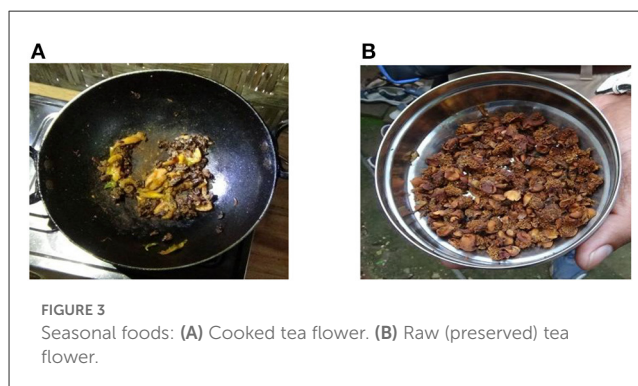 A
B
FIGURE 3
Seasonal foods: (A) Cooked tea flower. (B) Raw (preserved) tea
flower.